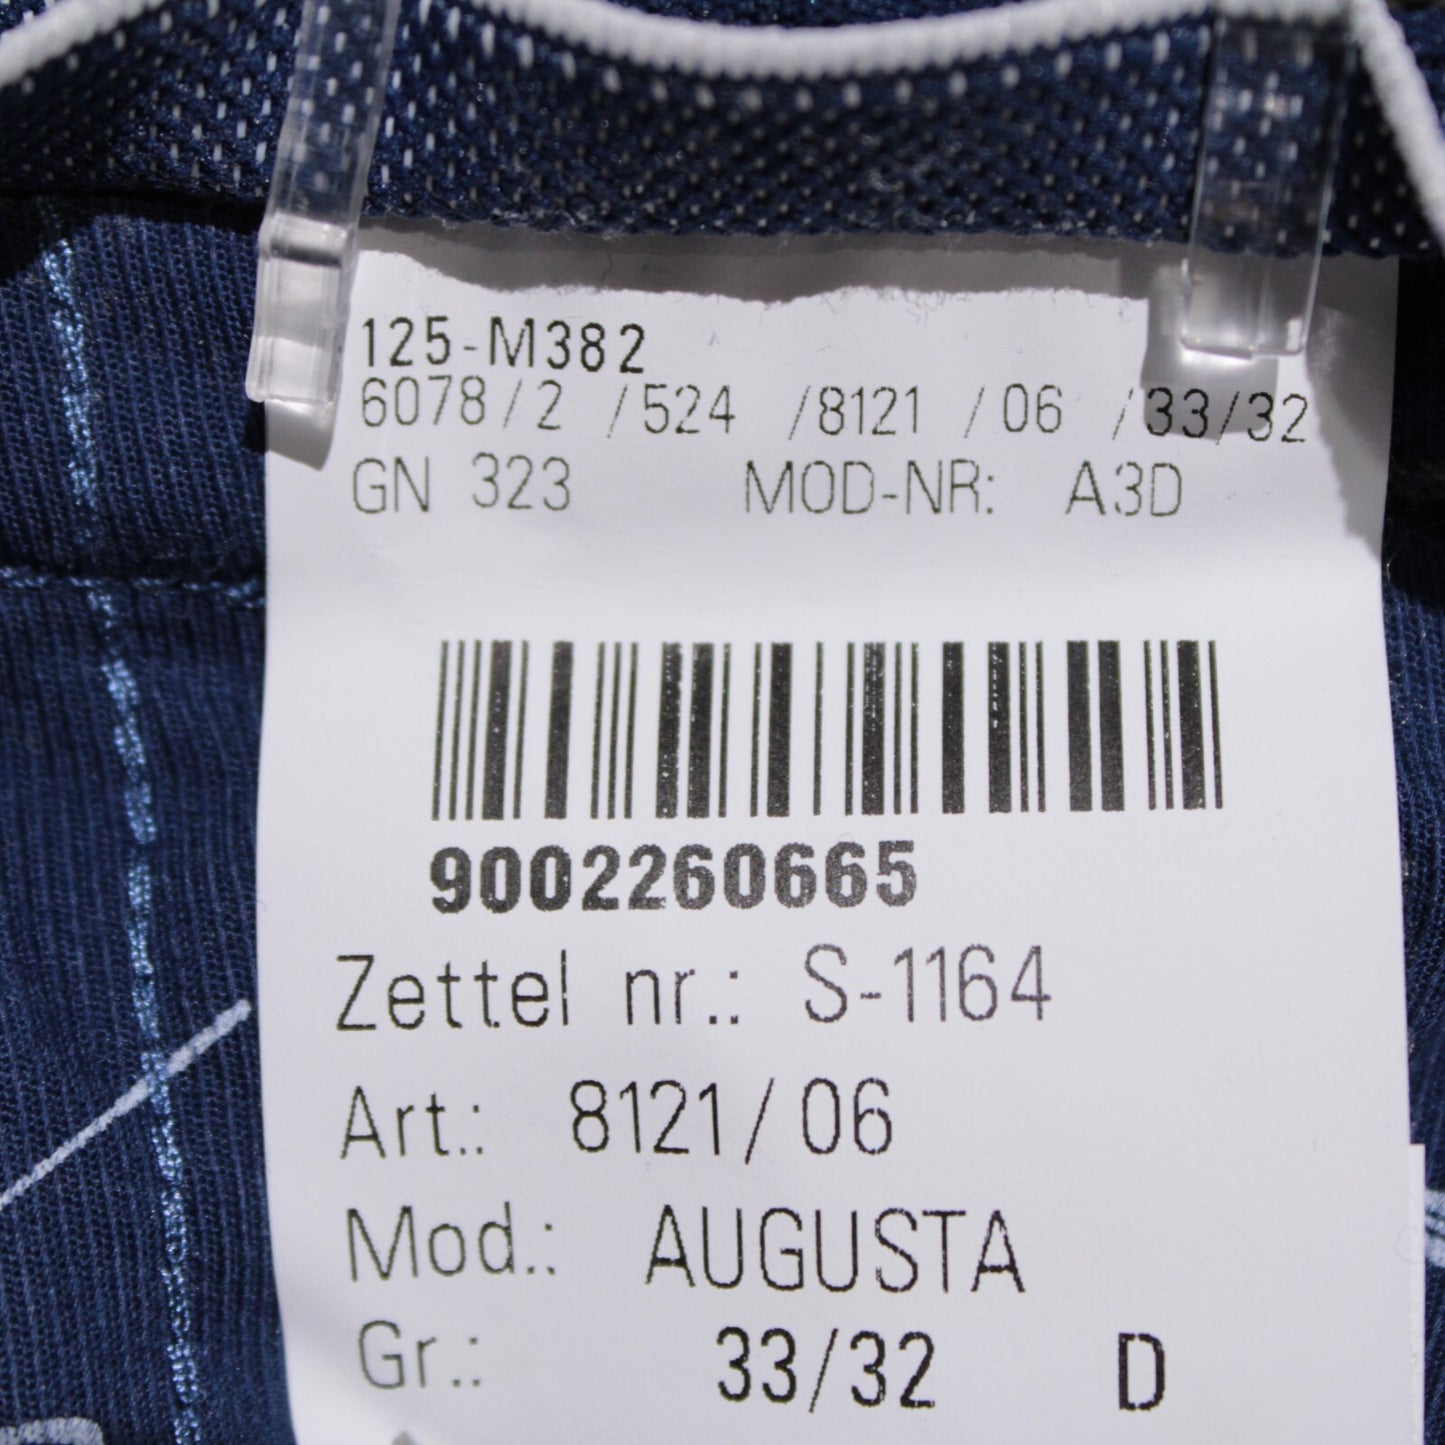 125-M382
6078/2 /524 /8121 /06 /33/32
GN 323 MOD-NR: A3D
9002260665
Zettel nr.: S-1164
Art.: 8121/06
Mod.: AUGUSTA
Gr.: 33/32 D